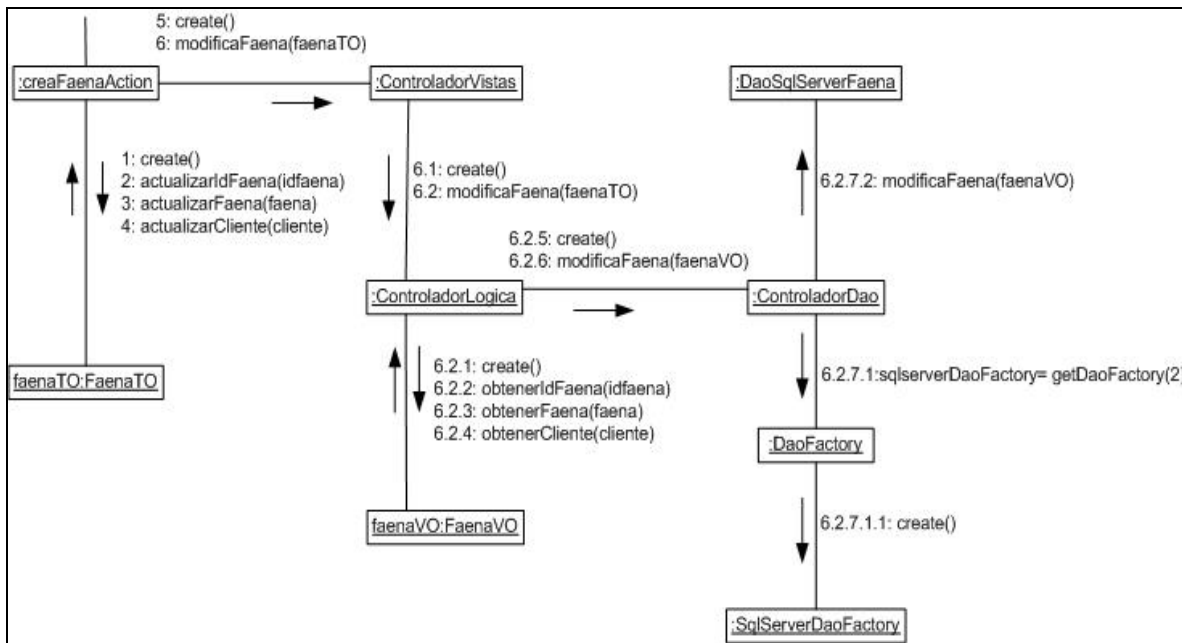 5: create()
6: modificaFaena(faenaTO)
:creaFaenaAction
:ControladorVistas
:DaoSqlServerFaena
1: create()
2: actualizarIdFaena(idfaena)
3: actualizarFaena(faena)
4: actualizarCliente(cliente)
6.1: create()
6.2: modificaFaena(faenaTO)
6.2.7.2: modificaFaena(faenaVO)
6.2.5: create()
6.2.6: modificaFaena(faenaVO)
:ControladorLogica
:ControladorDao
faenaTO:FaenaTO
6.2.1: create()
6.2.2: obtenerIdFaena(idfaena)
6.2.3: obtenerFaena(faena)
6.2.4: obtenerCliente(cliente)
6.2.7.1:sqlserverDaoFactory= getDaoFactory(2)
:DaoFactory
faenaVO:FaenaVO
6.2.7.1.1: create()
:SqlServerDaoFactory